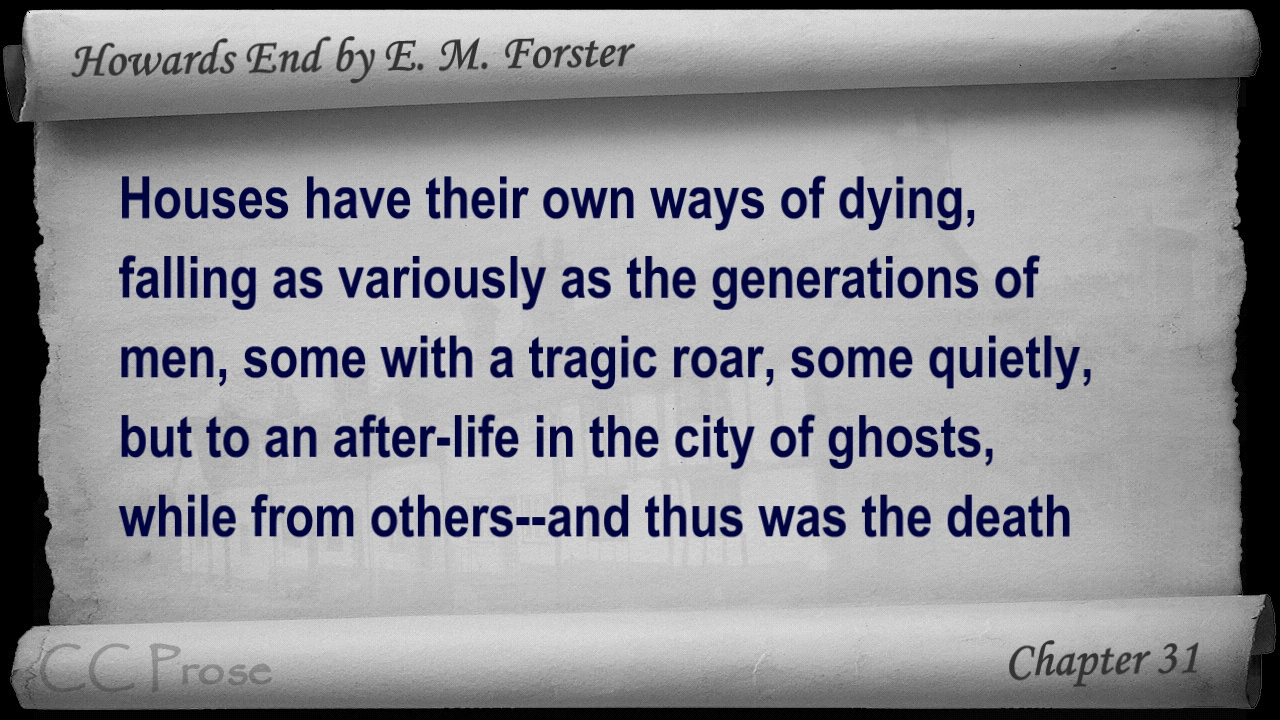 Howards End by E. M. Forster
Houses have their own ways of dying,
falling as variously as the generations of
men, some with a tragic roar, some quietly,
but to an after-life in the city of ghosts,
while from others--and thus was the death
CC Prose
Chapter 31